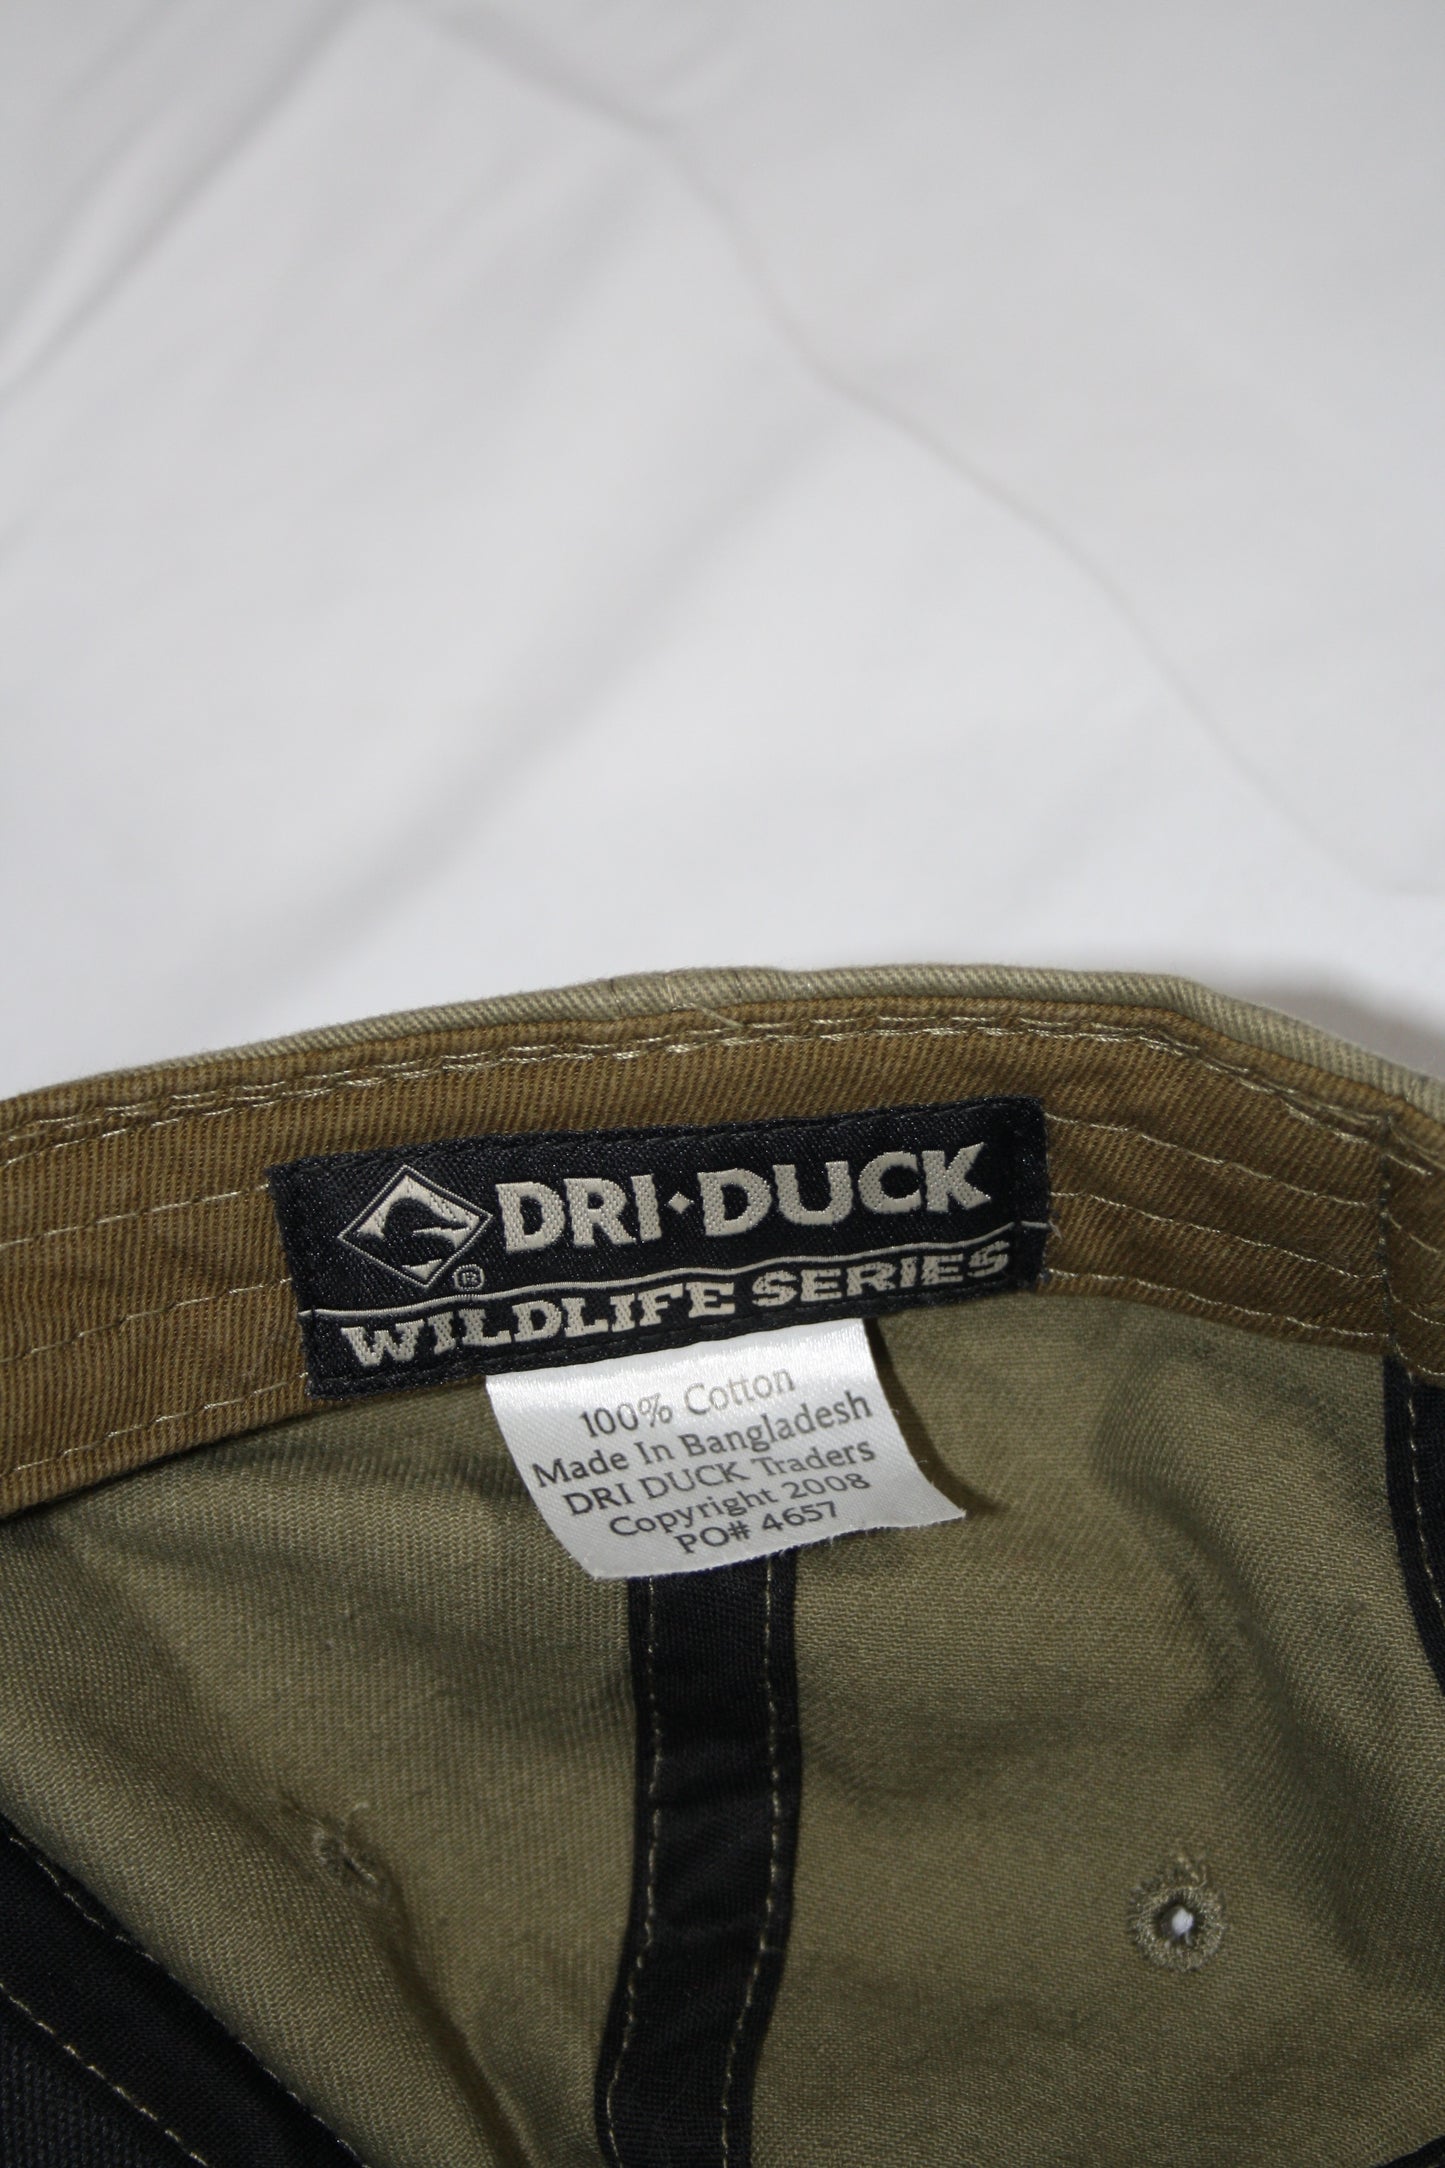 DRI·DUCK
®
WILDLIFE SERIES
100% Cotton
Made In Bangladesh
DRI DUCK Traders
Copyright 2008
PO# 4657